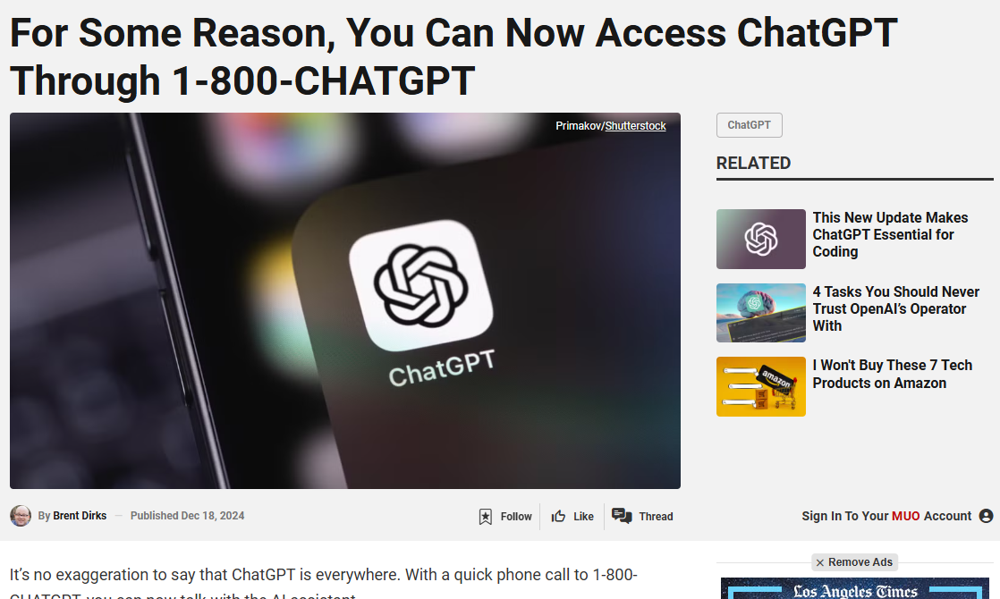 For Some Reason, You Can Now Access ChatGPT
Through 1-800-CHATGPT
Primakov/Shutterstock
ChatGPT
By Brent Dirks — Published Dec 18, 2024
Follow
Like
Thread
It’s no exaggeration to say that ChatGPT is everywhere. With a quick phone call to 1-800-
CHATGPT, you can now talk with the AI assistant.
ChatGPT
RELATED
This New Update Makes
ChatGPT Essential for
Coding
4 Tasks You Should Never
Trust OpenAI’s Operator
With
amazon
I Won't Buy These 7 Tech
Products on Amazon
Sign In To Your MUO Account
× Remove Ads
Los Angeles Times